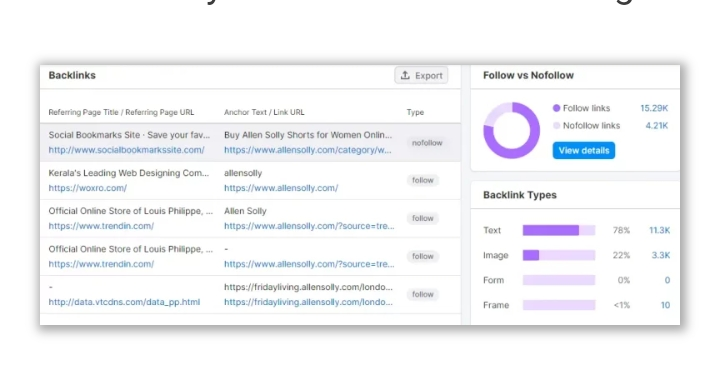 Backlinks
Export
Referring Page Title / Referring Page URL
Anchor Text / Link URL
Type
Social Bookmarks Site · Save your fav...
Buy Allen Solly Shorts for Women Onlin...
nofollow
http://www.socialbookmarkssite.com/
https://www.allensolly.com/category/w...
Kerala's Leading Web Designing Com...
allensolly
follow
https://woxro.com/
https://www.allensolly.com/
Official Online Store of Louis Philippe, ...
Allen Solly
follow
https://www.trendin.com/
https://www.allensolly.com/?source=tre...
Official Online Store of Louis Philippe, ...
-
follow
https://www.trendin.com/
https://www.allensolly.com/?source=tre...
-
https://fridayliving.allensolly.com/londo...
follow
http://data.vtcdns.com/data_pp.html
https://fridayliving.allensolly.com/londo...
Follow vs Nofollow
Follow links 15.29K
Nofollow links 4.21K
View details
Backlink Types
Text 78% 11.3K
Image 22% 3.3K
Form 0% 0
Frame <1% 10